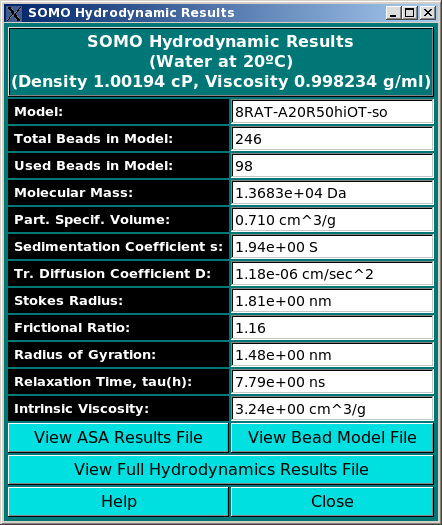 SOMO Hydrodynamic Results
SOMO Hydrodynamic Results
(Water at 20ºC)
(Density 1.00194 cP, Viscosity 0.998234 g/ml)
Model: 8RAT-A20R50hiOT-so
Total Beads in Model: 246
Used Beads in Model: 98
Molecular Mass: 1.3683e+04 Da
Part. Specif. Volume: 0.710 cm^3/g
Sedimentation Coefficient s: 1.94e+00 S
Tr. Diffusion Coefficient D: 1.18e-06 cm/sec^2
Stokes Radius: 1.81e+00 nm
Frictional Ratio: 1.16
Radius of Gyration: 1.48e+00 nm
Relaxation Time, tau(h): 7.79e+00 ns
Intrinsic Viscosity: 3.24e+00 cm^3/g
View ASA Results File View Bead Model File
View Full Hydrodynamics Results File
Help Close